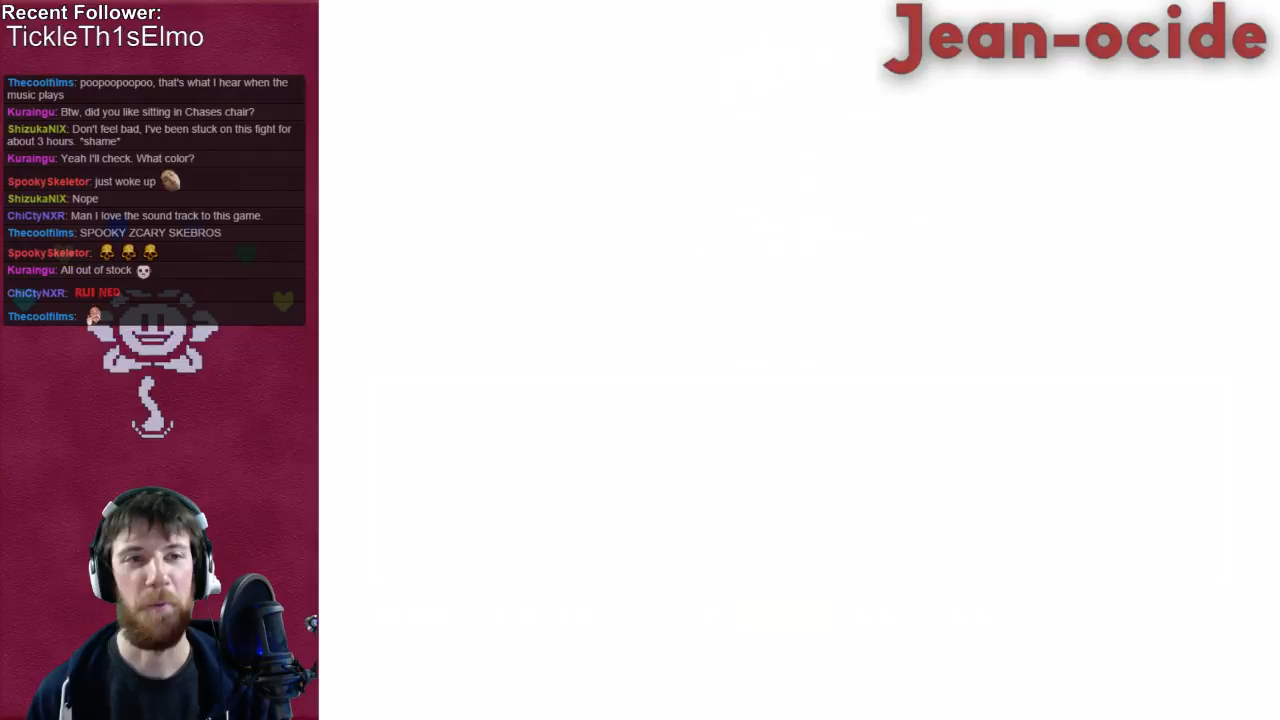 Recent Follower:
TickleTh1sElmo
Jean-ocide
Thecoolfilms: poopoopoopoo, that's what I hear when the
music plays
Kuraingu: Btw, did you like sitting in Chases chair?
ShizukaNIX: Don't feel bad, I've been stuck on this fight for
about 3 hours. *shame*
Kuraingu: Yeah I'll check. What color?
SpookySkeletor: just woke up
ShizukaNIX: Nope
ChiCtyNXR: Man I love the sound track to this game.
Thecoolfilms: SPOOKY ZCARY SKEBROS
SpookySkeletor:
Kuraingu: All out of stock
ChiCtyNXR: RUINED
Thecoolfilms: